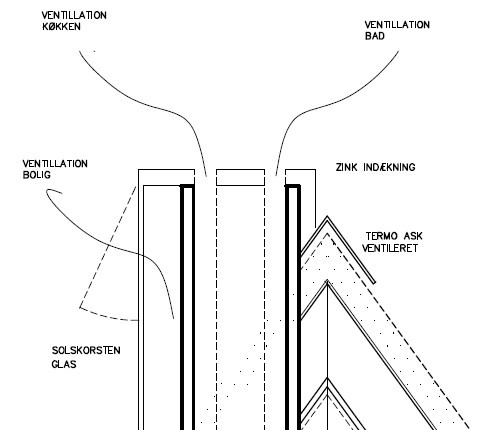 VENTILLATION
KØKKEN
VENTILLATION
BAD
VENTILLATION
BOLIG
ZINK INDÆKNING
TERMO ASK
VENTILERET
SOLSKORSTEN
GLAS